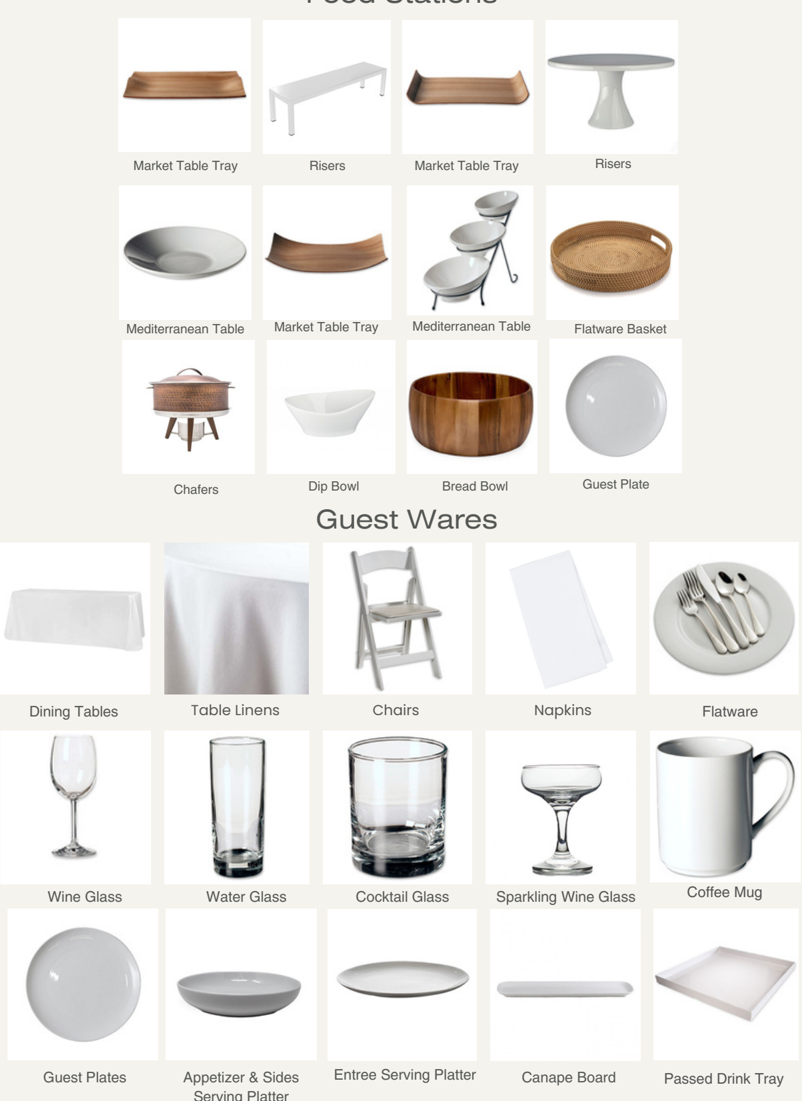 Food Stations
Market Table Tray
Risers
Market Table Tray
Risers
Mediterranean Table
Market Table Tray
Mediterranean Table
Flatware Basket
Chafers
Dip Bowl
Bread Bowl
Guest Plate
Guest Wares
Dining Tables
Table Linens
Chairs
Napkins
Flatware
Wine Glass
Water Glass
Cocktail Glass
Sparkling Wine Glass
Coffee Mug
Guest Plates
Appetizer & Sides
Serving Platter
Entree Serving Platter
Canape Board
Passed Drink Tray